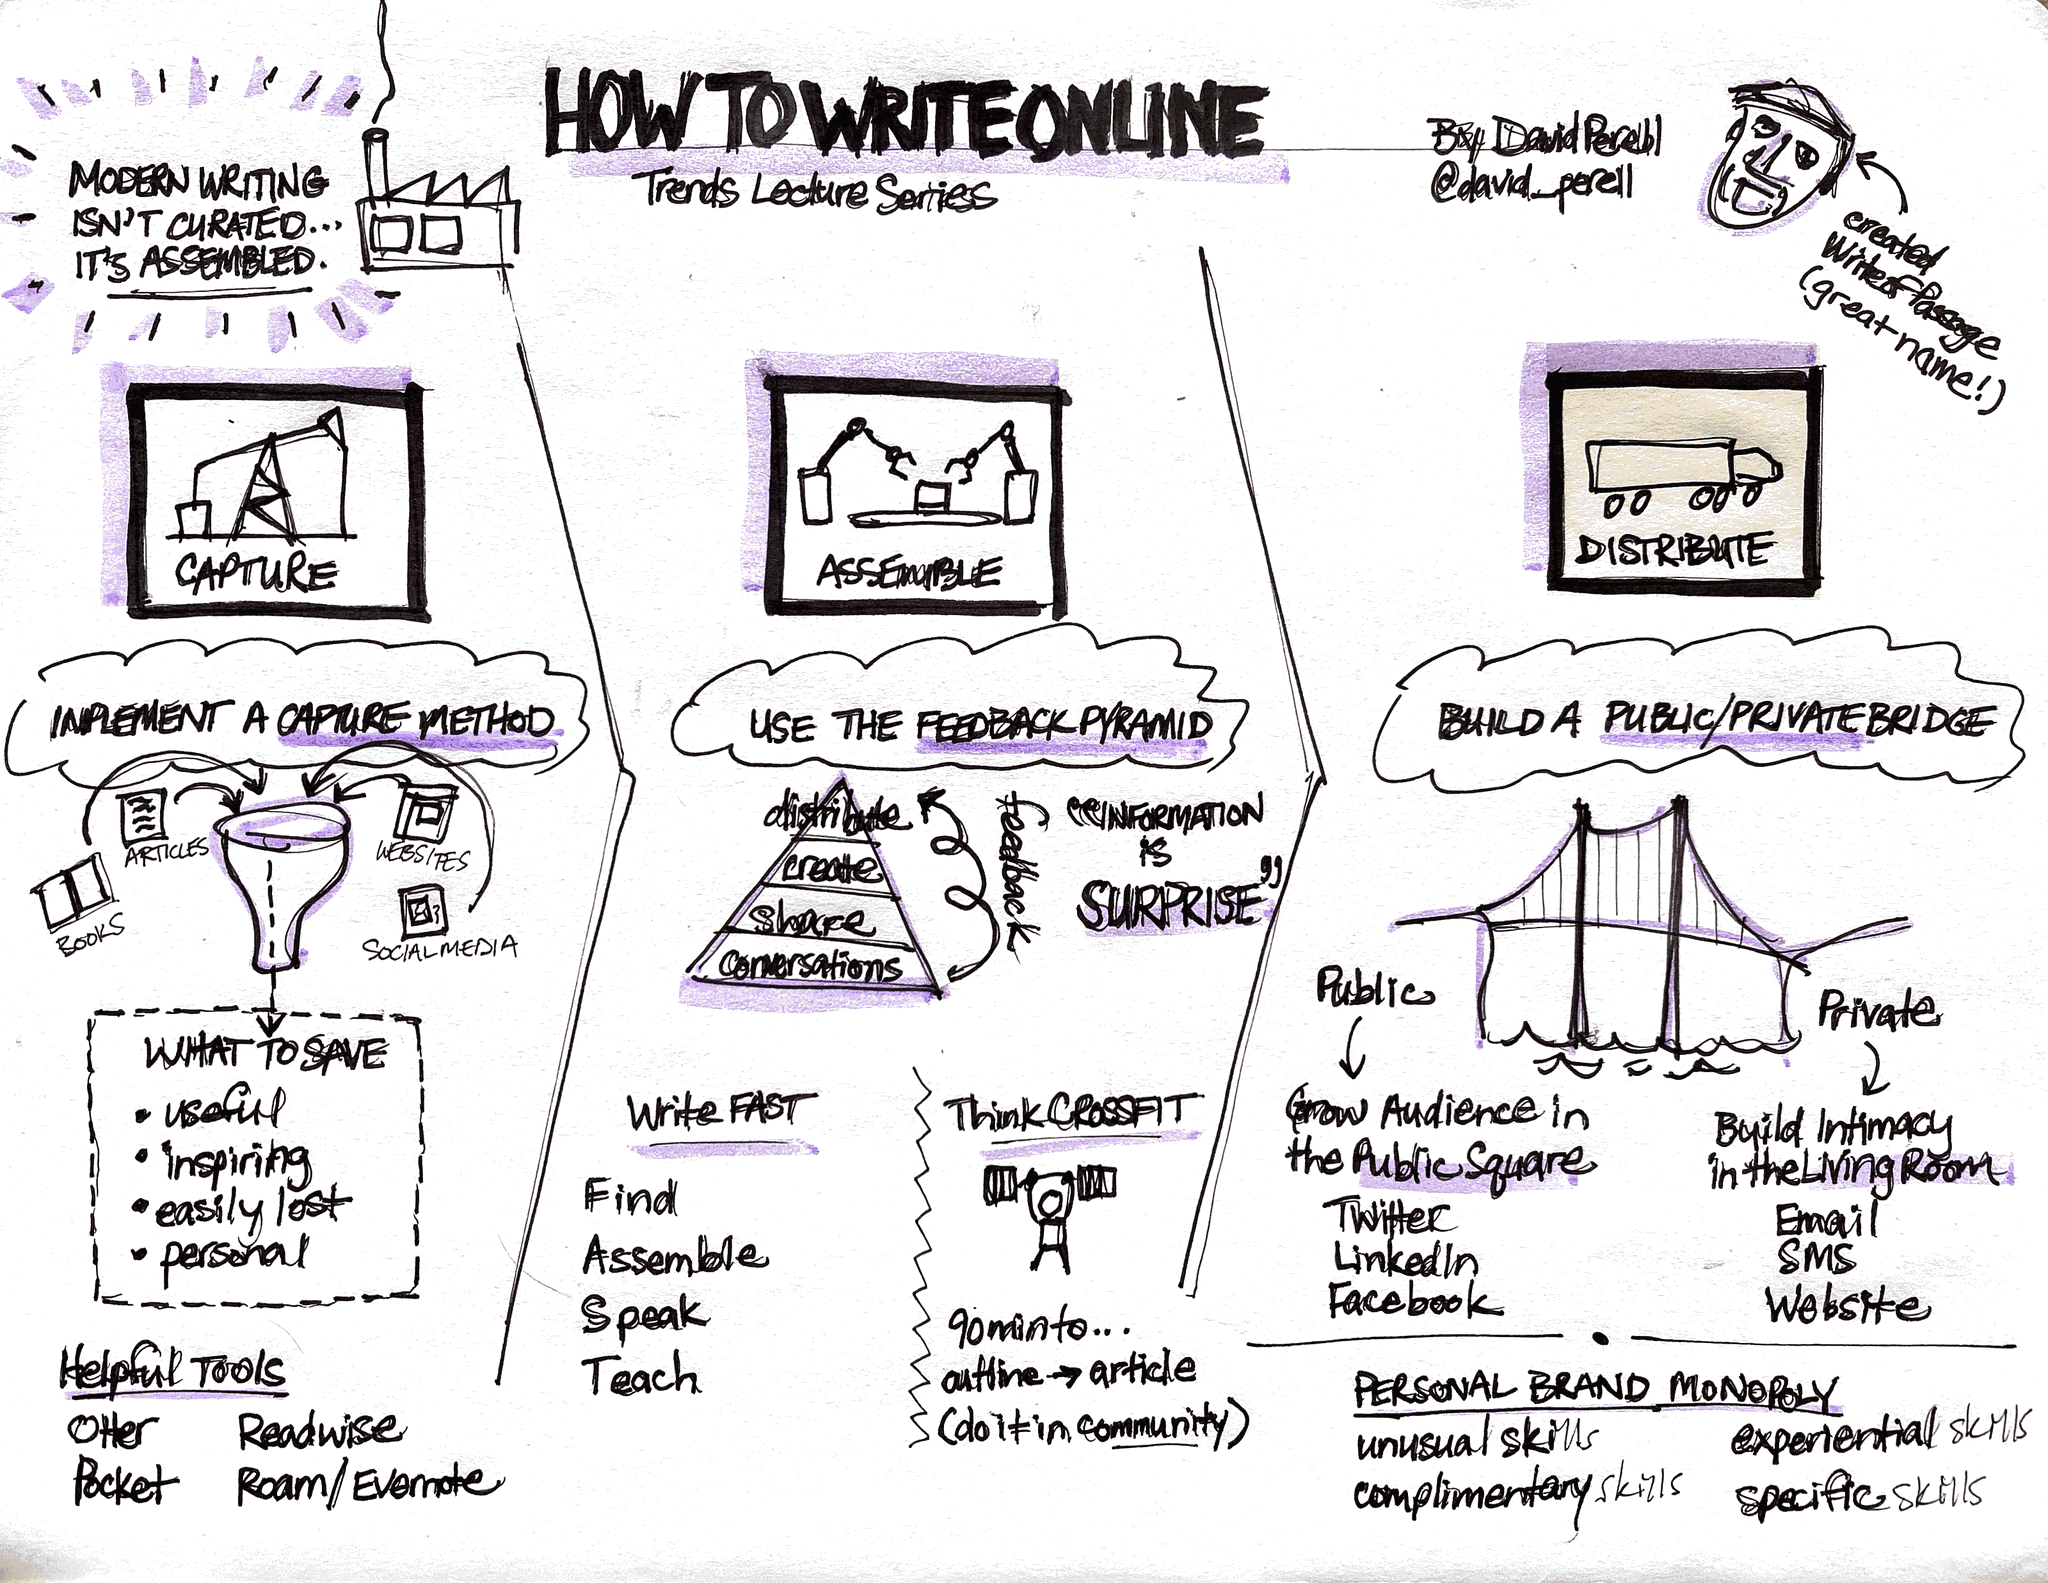 HOW TO WRITE ONLINE
Trends Lecture Series
By David Perell
@david_perell
created
Write of Passage
(great name!)
MODERN WRITING
ISN'T CURATED...
IT'S ASSEMBLED.
CAPTURE
IMPLEMENT A CAPTURE METHOD
ARTICLES
WEBSITES
BOOKS
SOCIAL MEDIA
WHAT TO SAVE
• useful
• inspiring
• easily lost
• personal
Helpful TOOLS
Otter Readwise
Pocket Roam/Evernote
ASSEMBLE
USE THE FEEDBACK PYRAMID
distribute
create
share
conversations
feedback
"INFORMATION
is
SURPRISE"
Write FAST
Find
Assemble
Speak
Teach
Think CROSSFIT
90 min to...
outline → article
(do it in community)
DISTRIBUTE
BUILD A PUBLIC/PRIVATE BRIDGE
Public
Grow Audience in
the Public Square
Twitter
LinkedIn
Facebook
Private
Build Intimacy
in the Living Room
Email
SMS
Website
PERSONAL BRAND MONOPOLY
unusual skills experiential skills
complimentary skills specific skills